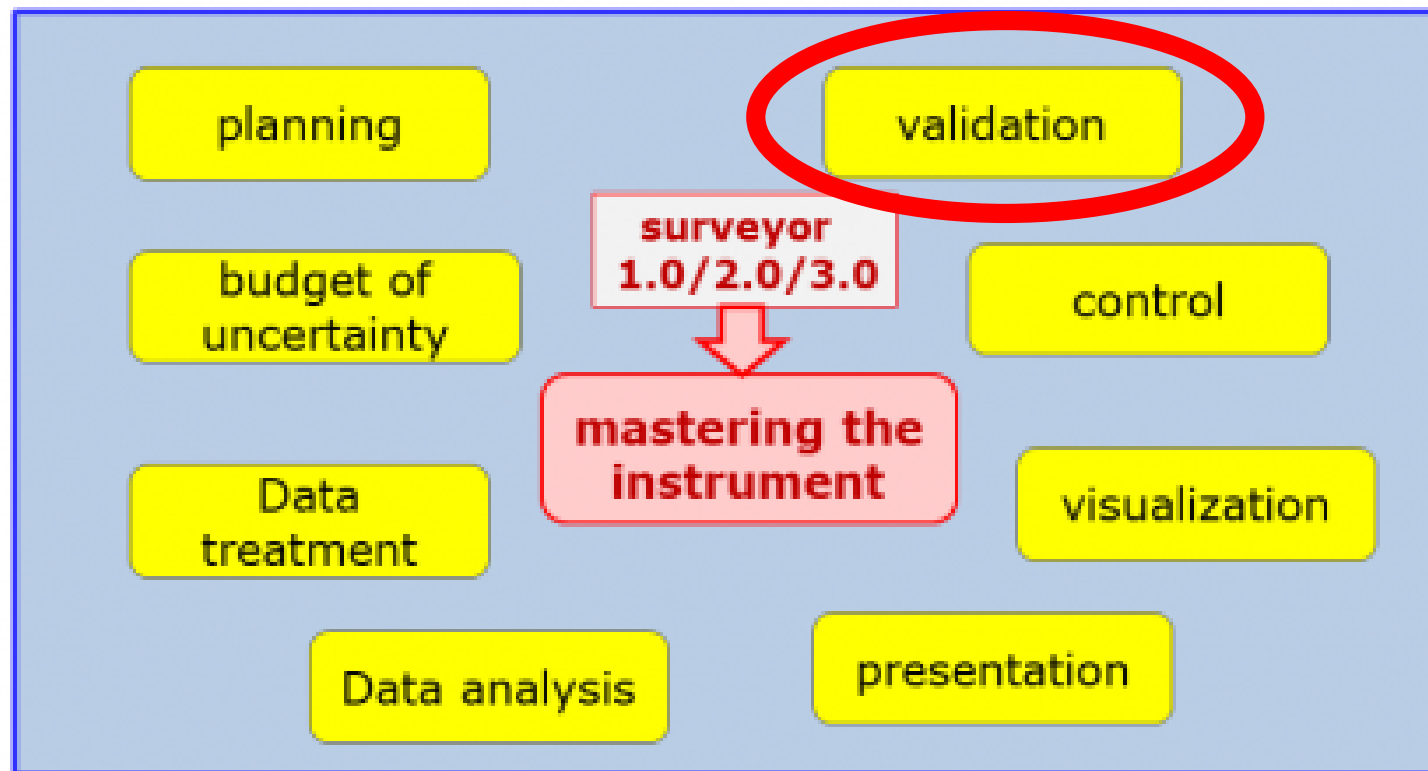 planning
validation
surveyor
1.0/2.0/3.0
budget of
uncertainty
control
mastering the
instrument
Data
treatment
visualization
Data analysis
presentation